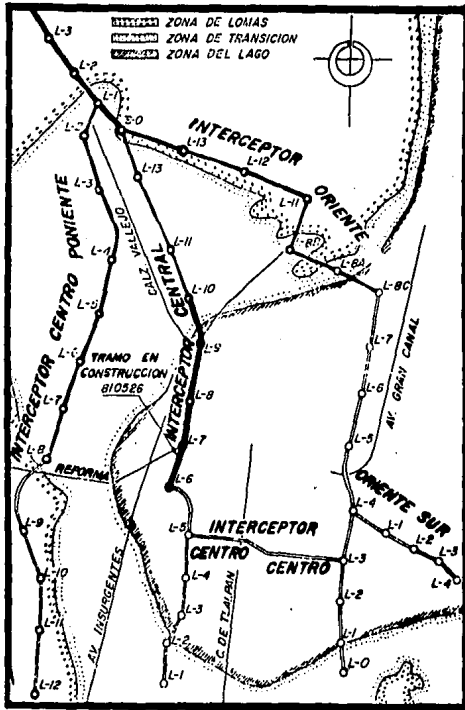 ZONA DE LOMAS
ZONA DE TRANSICION
ZONA DEL LAGO
L-3
L-2
L-1
L-2
L-3
L-4
L-7
L-8
L-9
L-10
L-12
INTERCEPTOR CENTRO PONIENTE
L-13
L-11
L-10
L-9
L-8
L-7
L-6
L-5
L-4
L-3
L-2
L-1
CALZ. VALLEJO
INTERCEPTOR CENTRAL
TRAMO EN
CONSTRUCCION
810526
REFORMA
AV. INSURGENTES
C. DE TLALPAN
INTERCEPTOR
ORIENTE
L-13
L-12
L-11
L-8A
L-8C
L-7
L-6
L-5
L-4
L-3
L-2
L-1
L-0
AV. GRAN CANAL
ORIENTE SUR
L-1
L-2
L-3
L-4
INTERCEPTOR
CENTRO
CENTRO